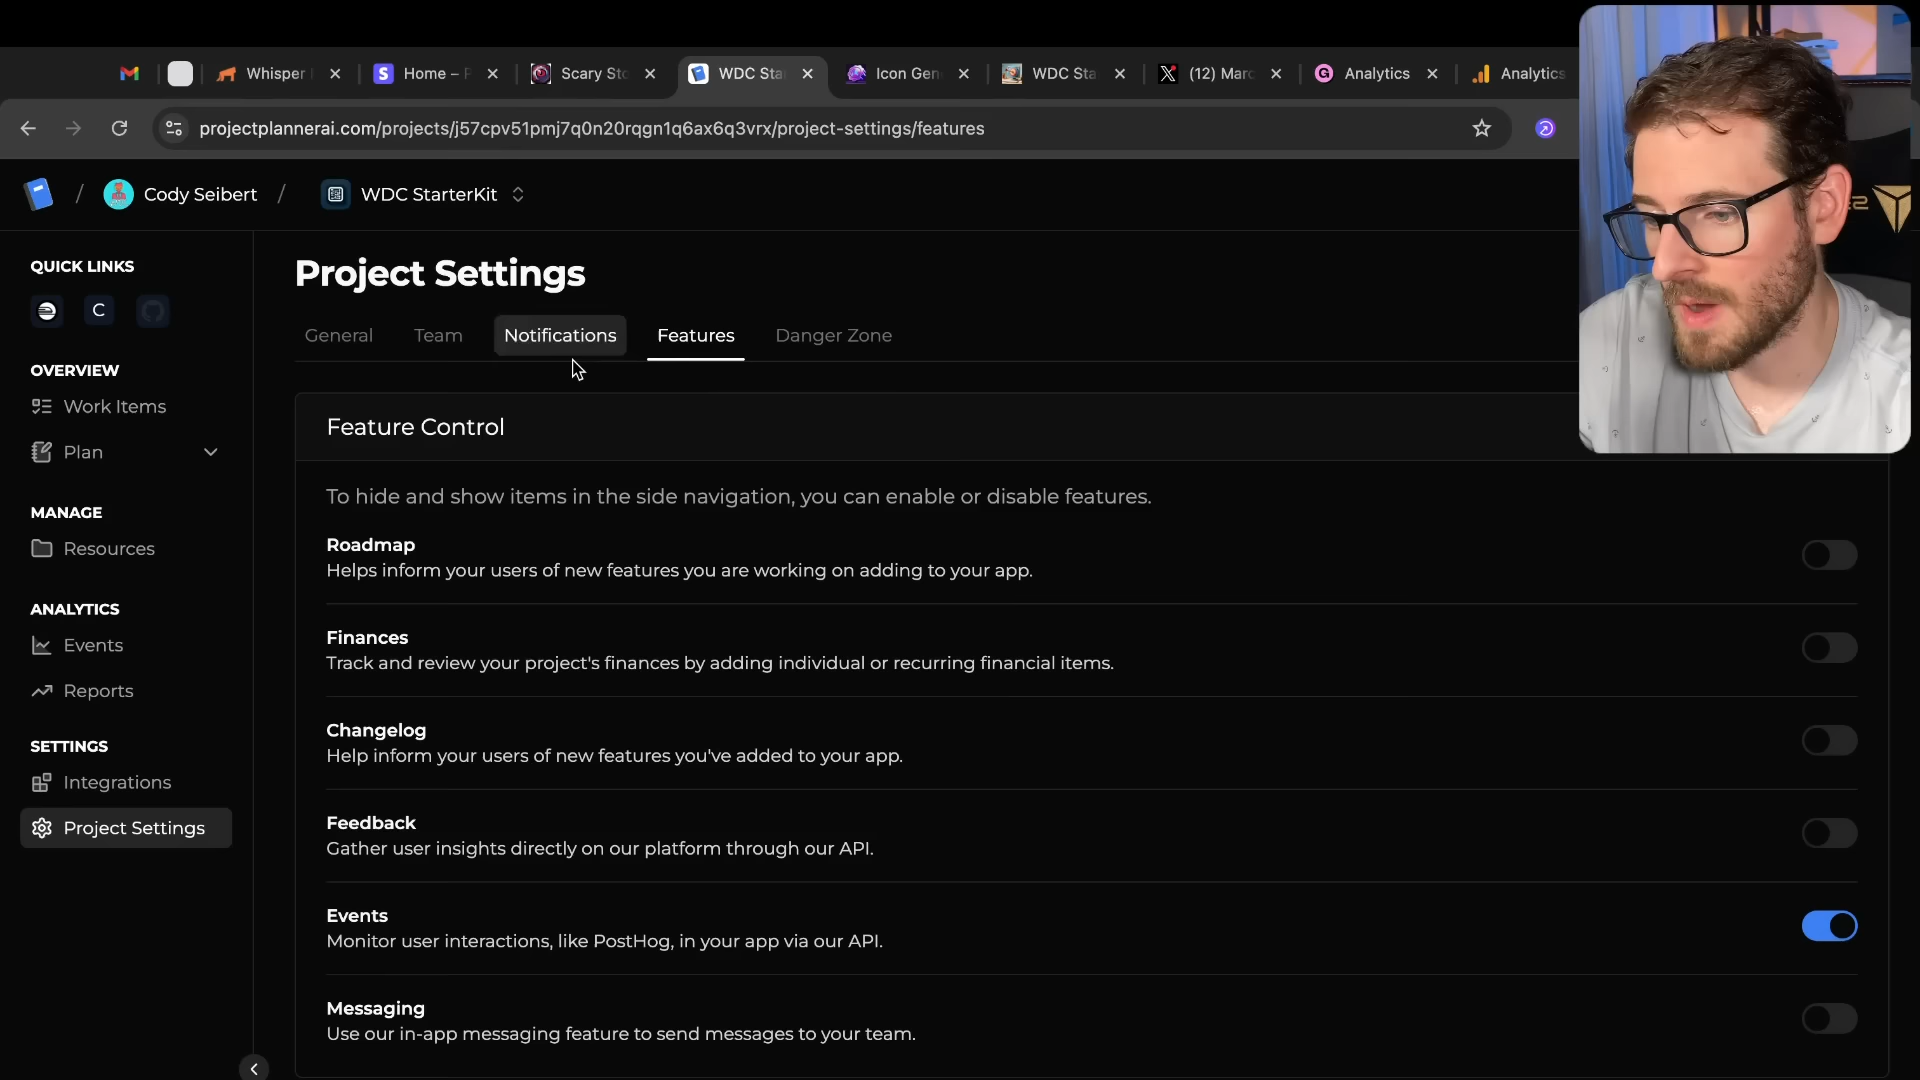 Whisper
Home – P
Scary Sto
WDC Sta
Icon Gen
WDC Sta
(12) Marc
Analytics
Analytics
projectplannerai.com/projects/j57cpv51pmj7q0n20rqgn1q6ax6q3vrx/project-settings/features
/ Cody Seibert / WDC StarterKit
QUICK LINKS
C
OVERVIEW
Work Items
Plan
MANAGE
Resources
ANALYTICS
Events
Reports
SETTINGS
Integrations
Project Settings
Project Settings
General
Team
Notifications
Features
Danger Zone
Feature Control
To hide and show items in the side navigation, you can enable or disable features.
Roadmap
Helps inform your users of new features you are working on adding to your app.
Finances
Track and review your project's finances by adding individual or recurring financial items.
Changelog
Help inform your users of new features you've added to your app.
Feedback
Gather user insights directly on our platform through our API.
Events
Monitor user interactions, like PostHog, in your app via our API.
Messaging
Use our in-app messaging feature to send messages to your team.